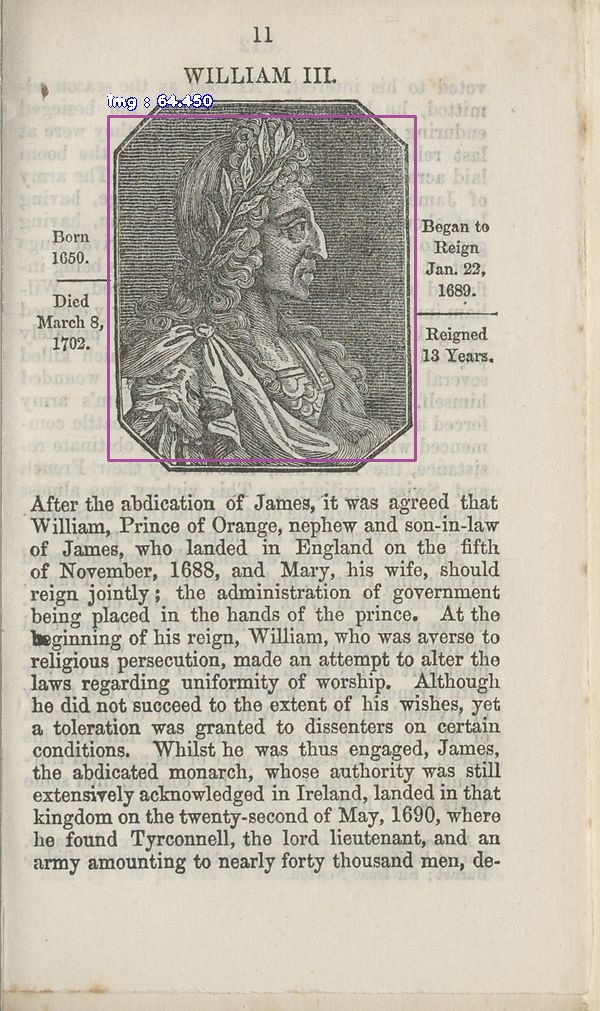 11
WILLIAM III.
img : 64.450
Born
1650.
Died
March 8,
1702.
Began to
Reign
Jan. 22,
1689.
Reigned
13 Years.
After the abdication of James, it was agreed that
William, Prince of Orange, nephew and son-in-law
of James, who landed in England on the fifth
of November, 1688, and Mary, his wife, should
reign jointly; the administration of government
being placed in the hands of the prince. At the
beginning of his reign, William, who was averse to
religious persecution, made an attempt to alter the
laws regarding uniformity of worship. Although
he did not succeed to the extent of his wishes, yet
a toleration was granted to dissenters on certain
conditions. Whilst he was thus engaged, James,
the abdicated monarch, whose authority was still
extensively acknowledged in Ireland, landed in that
kingdom on the twenty-second of May, 1690, where
he found Tyrconnell, the lord lieutenant, and an
army amounting to nearly forty thousand men, de-